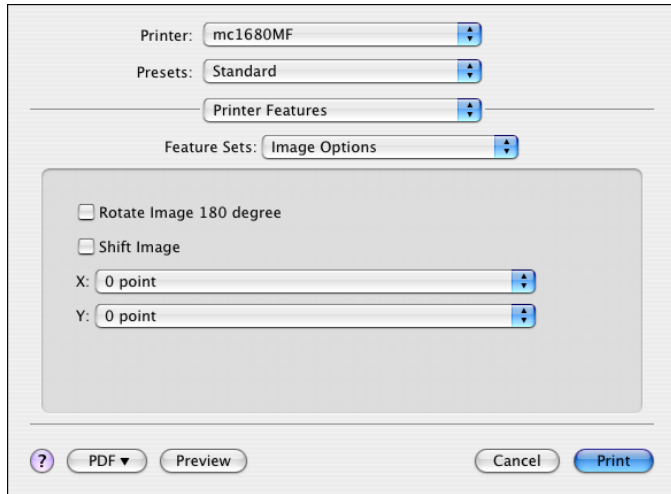 Printer: mc1680MF
Presets: Standard
Printer Features
Feature Sets: Image Options
Rotate Image 180 degree
Shift Image
X: 0 point
Y: 0 point
? PDF ▼ Preview Cancel Print